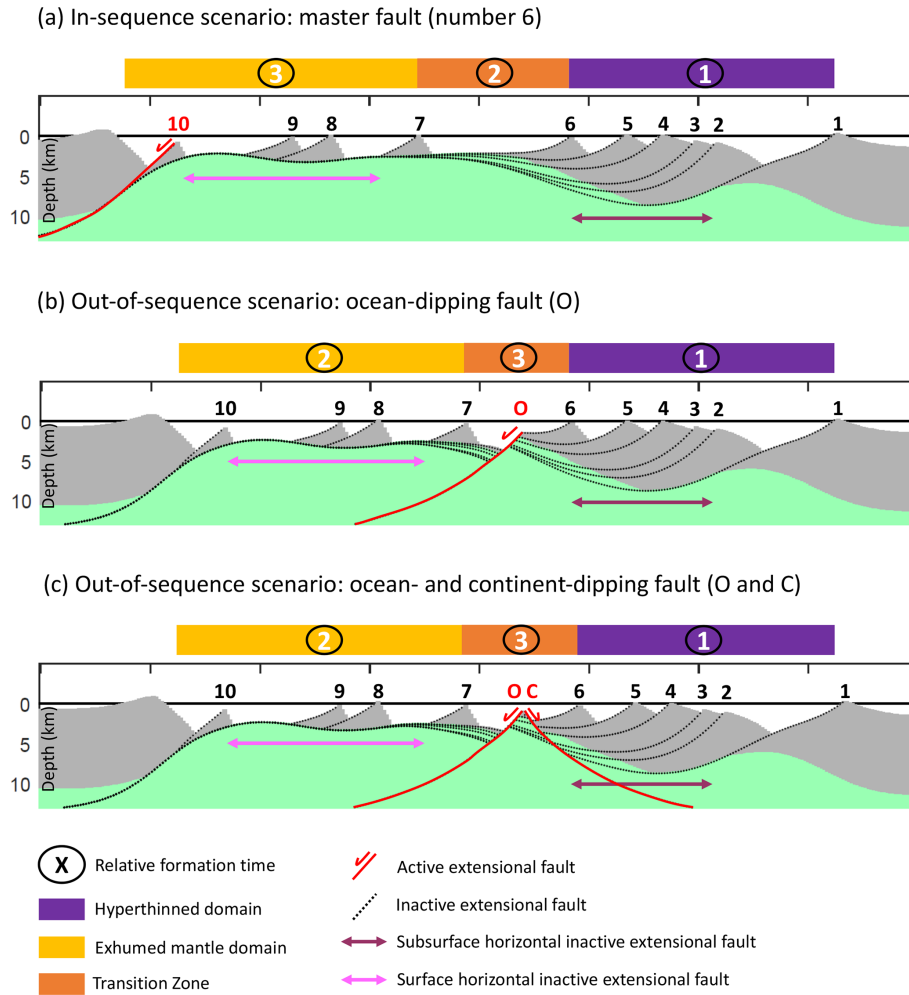 (a) In-sequence scenario: master fault (number 6)
3 2 1
10 9 8 7 6 5 4 3 2 1
0
5
10
Depth (km)
(b) Out-of-sequence scenario: ocean-dipping fault (O)
2 3 1
10 9 8 7 O 6 5 4 3 2 1
0
5
10
Depth (km)
(c) Out-of-sequence scenario: ocean- and continent-dipping fault (O and C)
2 3 1
10 9 8 7 O C 6 5 4 3 2 1
0
5
10
Depth (km)
X Relative formation time
Hyperthinned domain
Exhumed mantle domain
Transition Zone
Active extensional fault
Inactive extensional fault
Subsurface horizontal inactive extensional fault
Surface horizontal inactive extensional fault